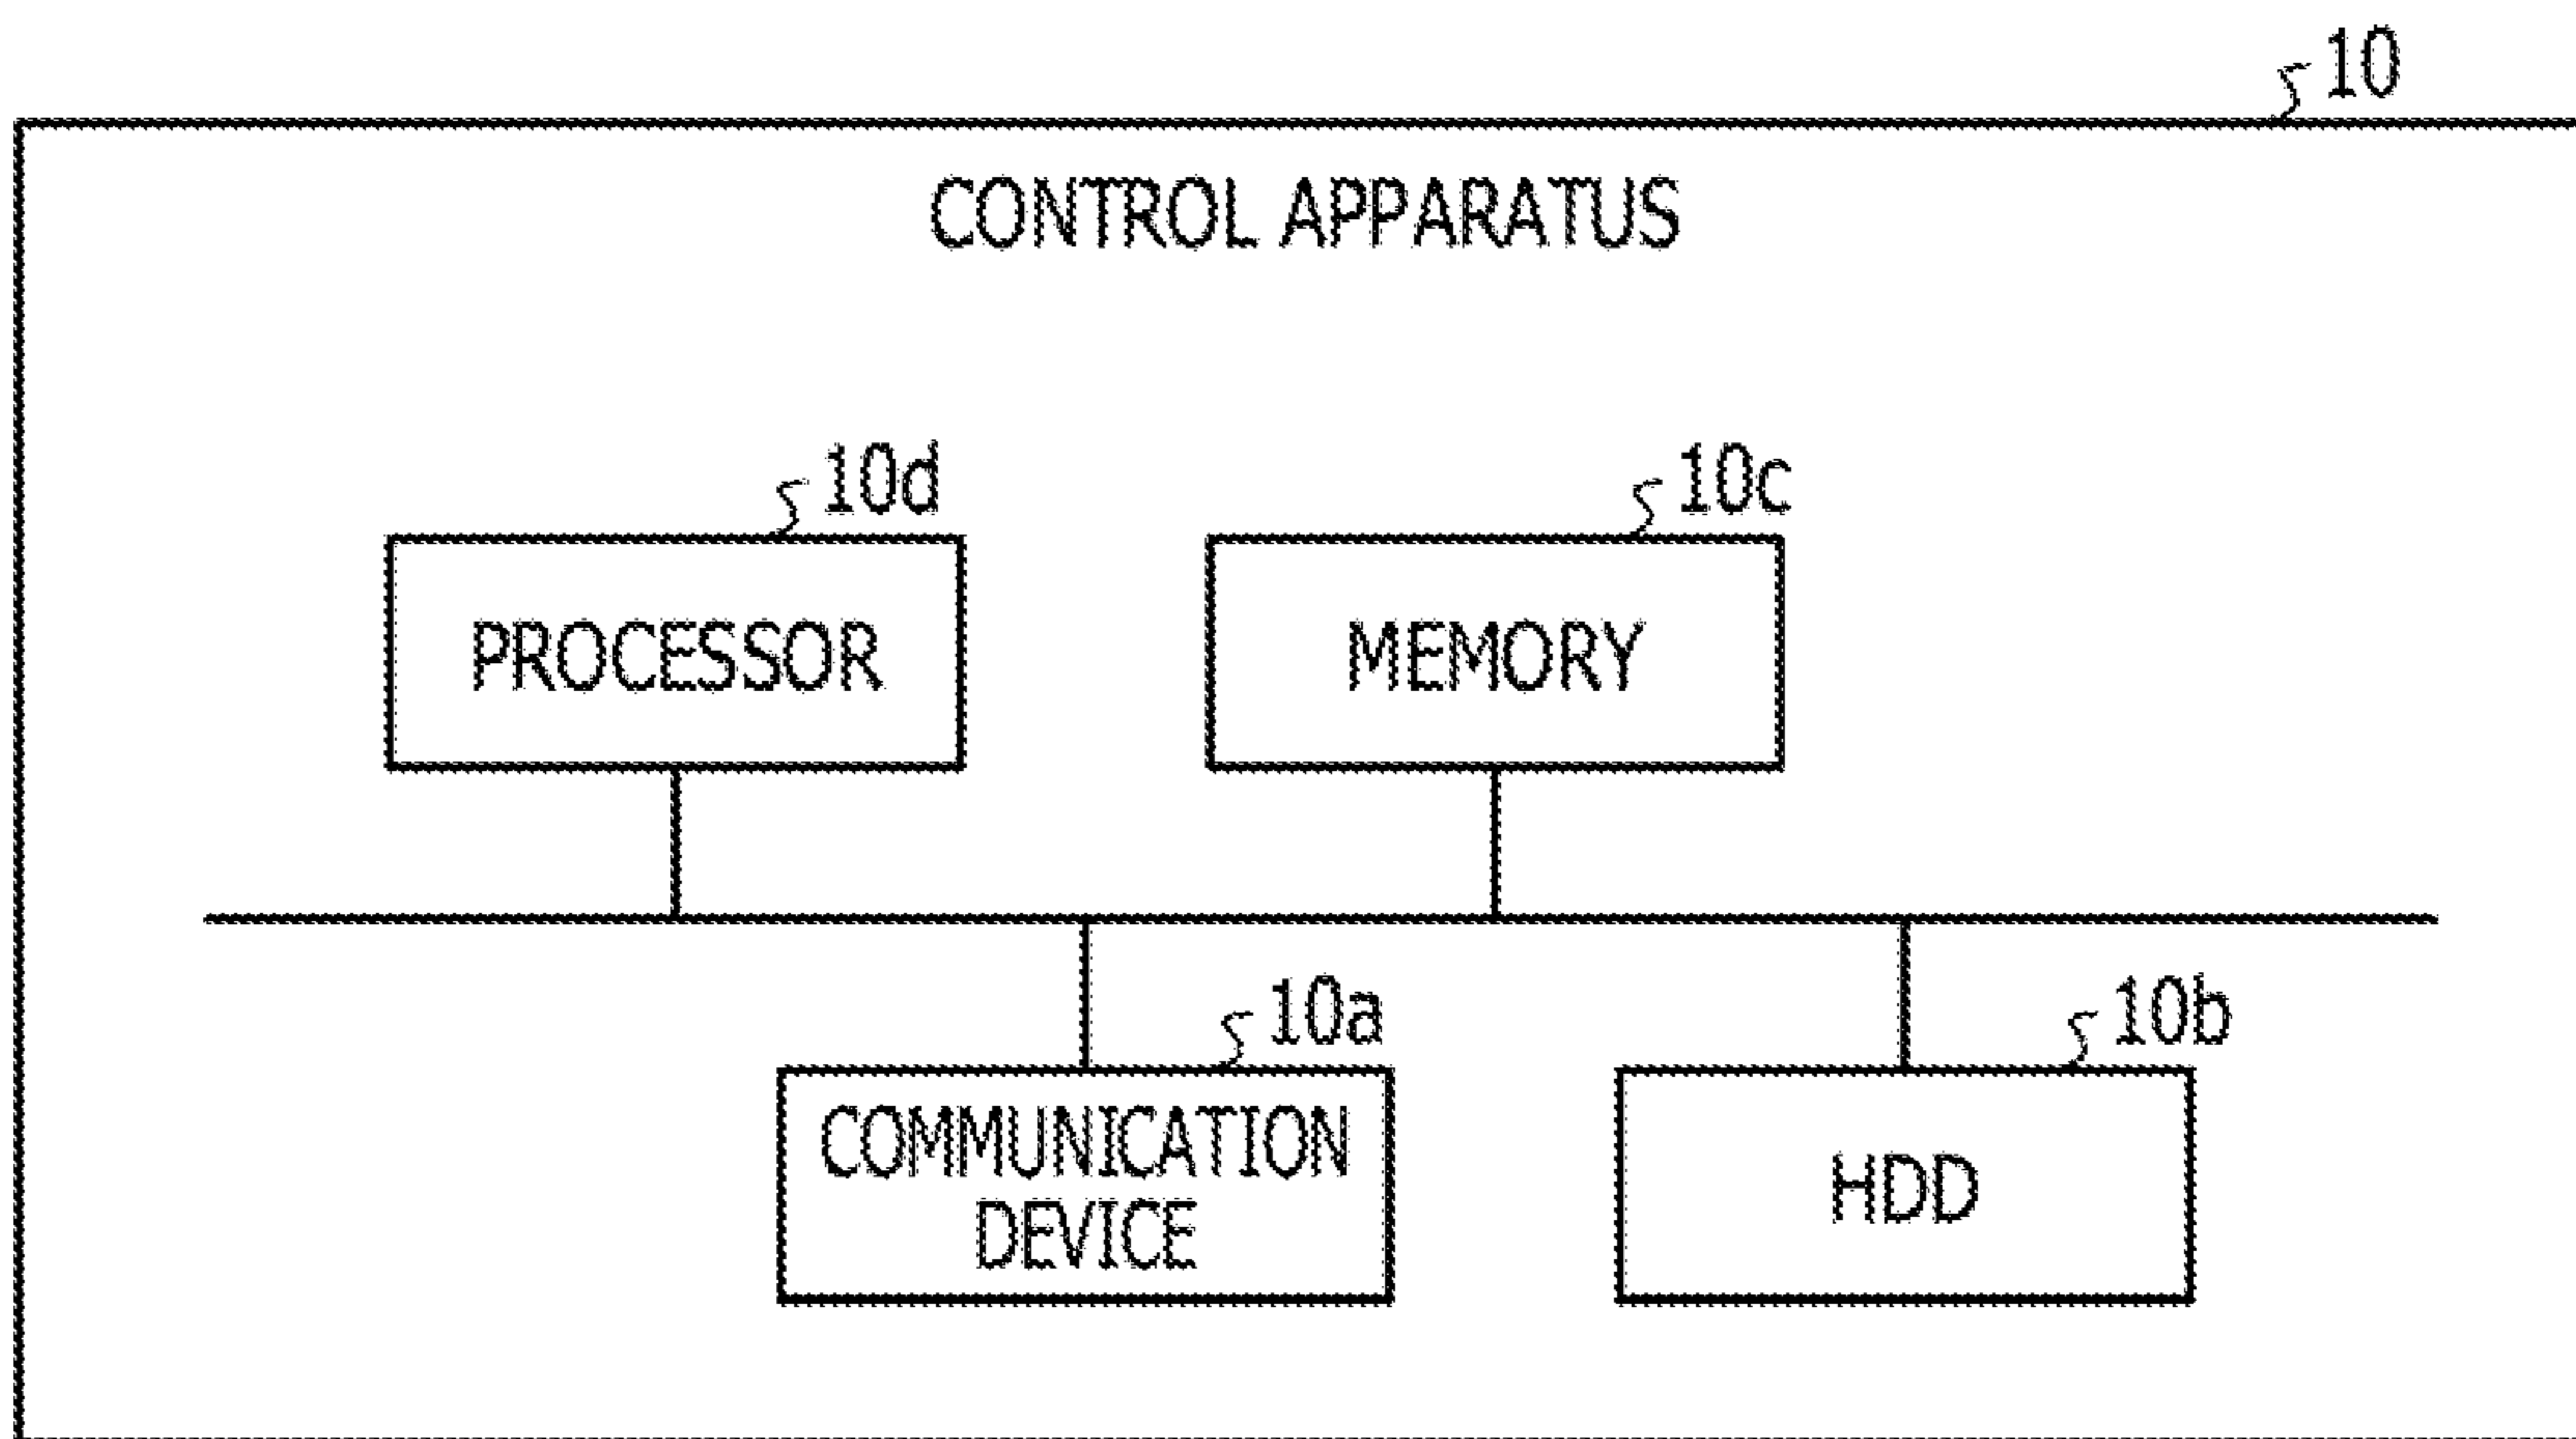 10
CONTROL APPARATUS
10d
10c
PROCESSOR
MEMORY
10a
10b
COMMUNICATION
DEVICE
HDD